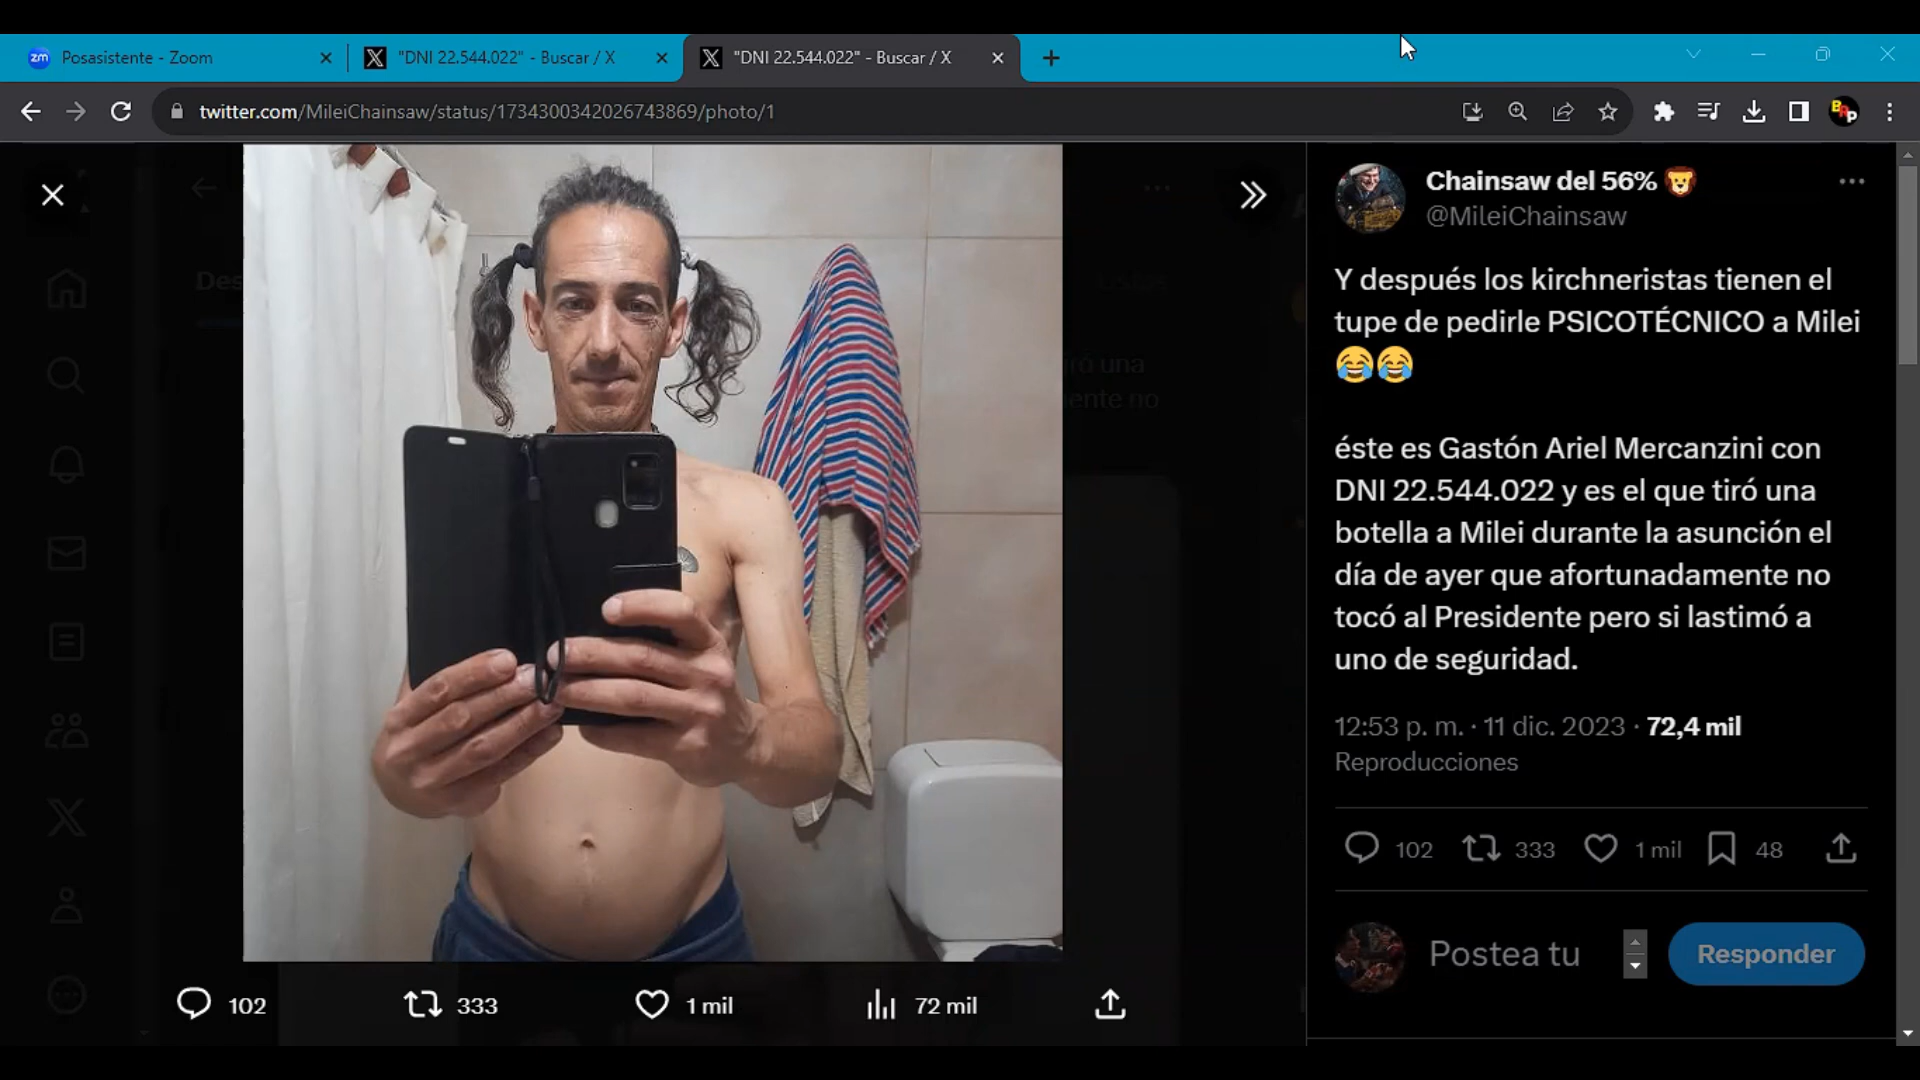 Posasistente - Zoom
"DNI 22.544.022" - Buscar / X
"DNI 22.544.022" - Buscar / X
twitter.com/MileiChainsaw/status/1734300342026743869/photo/1
Chainsaw del 56%
@MileiChainsaw
Y después los kirchneristas tienen el
tupe de pedirle PSICOTÉCNICO a Milei
éste es Gastón Ariel Mercanzini con
DNI 22.544.022 y es el que tiró una
botella a Milei durante la asunción el
día de ayer que afortunadamente no
tocó al Presidente pero si lastimó a
uno de seguridad.
12:53 p. m. · 11 dic. 2023 · 72,4 mil
Reproducciones
102 333 1 mil 48
Postea tu
Responder
102 333 1 mil 72 mil